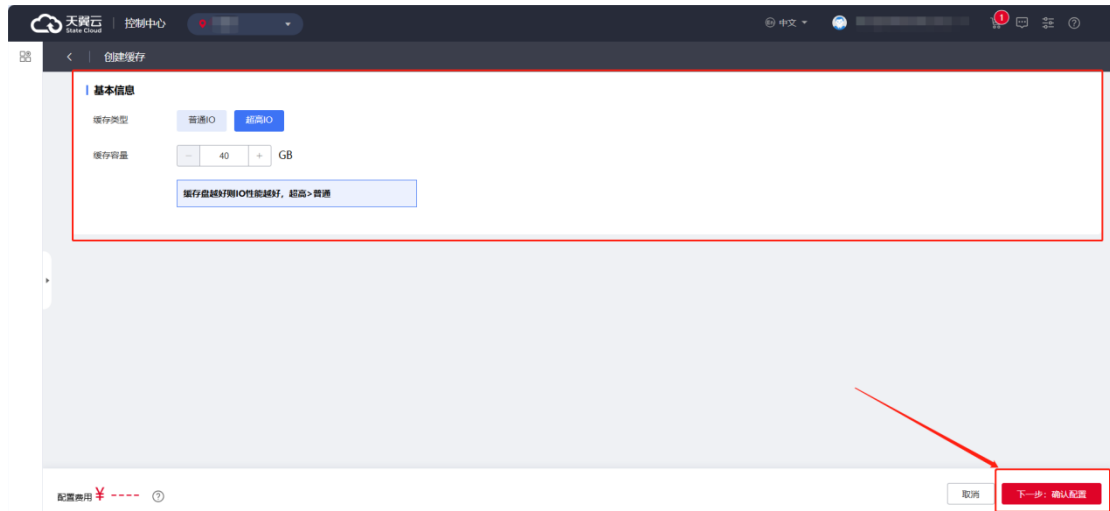 天翼云 State Cloud | 控制中心 中文 1
< | 创建缓存
基本信息
缓存类型 普通IO 超高IO
缓存容量 − 40 + GB
缓存盘越好则IO性能越好，超高>普通
配置费用 ¥ ---- ? 取消 下一步：确认配置